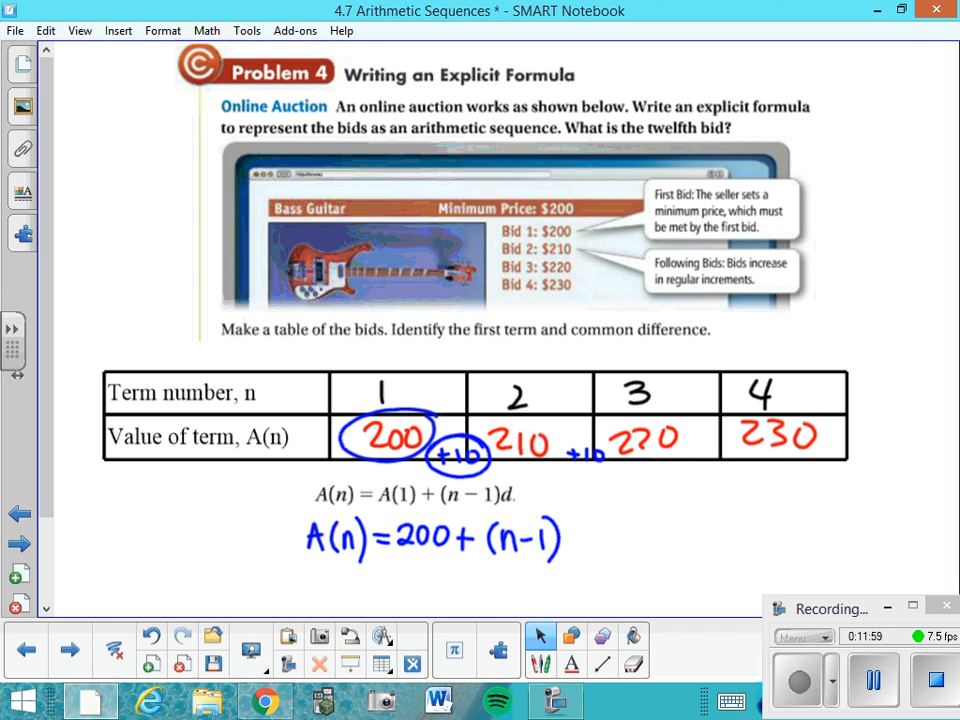 4.7 Arithmetic Sequences * - SMART Notebook
File Edit View Insert Format Math Tools Add-ons Help
C Problem 4 Writing an Explicit Formula
Online Auction An online auction works as shown below. Write an explicit formula
to represent the bids as an arithmetic sequence. What is the twelfth bid?
Bass Guitar Minimum Price: $200
Bid 1: $200
Bid 2: $210
Bid 3: $220
Bid 4: $230
First Bid: The seller sets a
minimum price, which must
be met by the first bid.
Following Bids: Bids increase
in regular increments.
Make a table of the bids. Identify the first term and common difference.
Term number, n 1 2 3 4
Value of term, A(n) 200 210 220 230
+10 +10
A(n) = A(1) + (n − 1)d.
A(n) = 200 + (n-1)
Recording...
Menu 0:11:59 7.5 fps